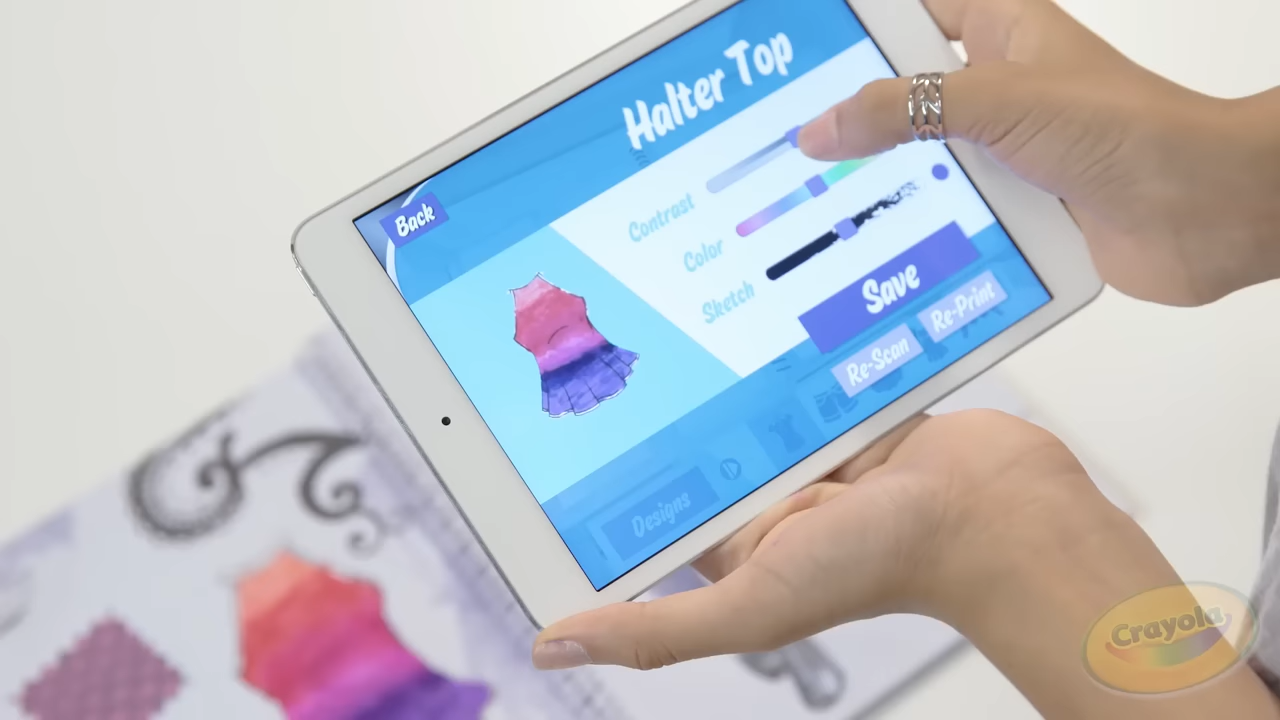 Halter Top
Back
Contrast
Color
Sketch
Save
Re-Scan
Re-Print
Designs
Crayola